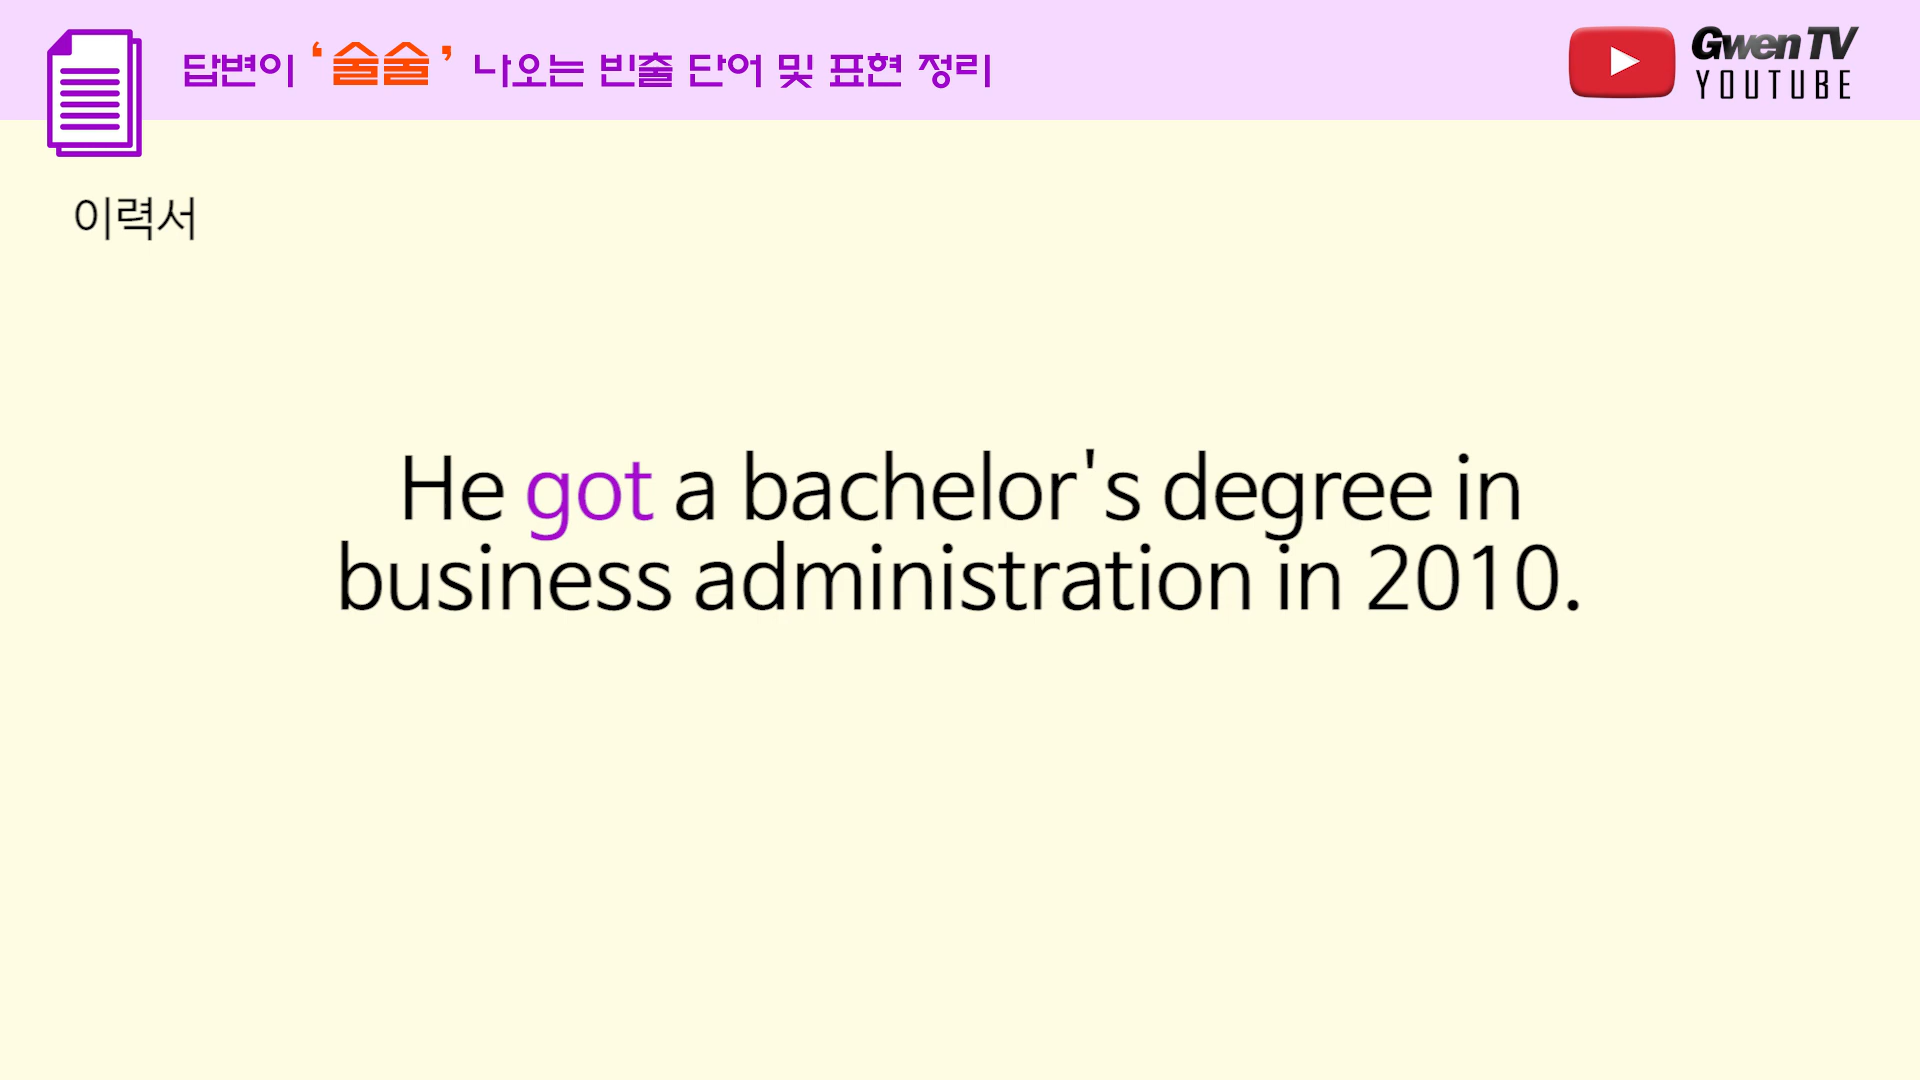 답변이 ‘술술’ 나오는 빈출 단어 및 표현 정리
Gwen TV
YOUTUBE
이력서
He got a bachelor's degree in
business administration in 2010.